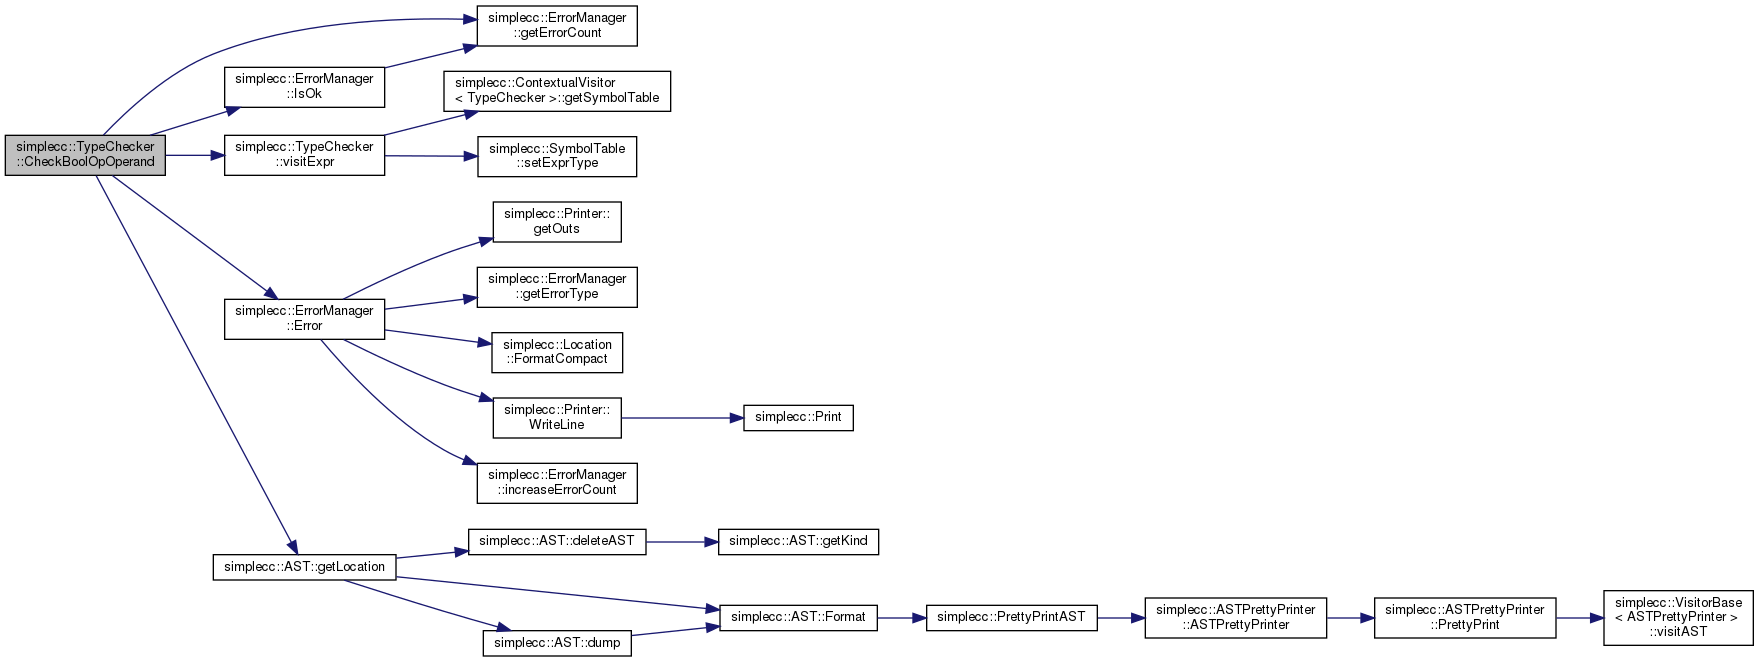 simplecc::ErrorManager
::getErrorCount
simplecc::ErrorManager
::IsOk
simplecc::ContextualVisitor
< TypeChecker >::getSymbolTable
simplecc::TypeChecker
::CheckBoolOpOperand
simplecc::TypeChecker
::visitExpr
simplecc::SymbolTable
::setExprType
simplecc::Printer::
getOuts
simplecc::ErrorManager
::getErrorType
simplecc::ErrorManager
::Error
simplecc::Location
::FormatCompact
simplecc::Printer::
WriteLine
simplecc::Print
simplecc::ErrorManager
::increaseErrorCount
simplecc::AST::deleteAST
simplecc::AST::getKind
simplecc::AST::getLocation
simplecc::AST::Format
simplecc::PrettyPrintAST
simplecc::ASTPrettyPrinter
::ASTPrettyPrinter
simplecc::ASTPrettyPrinter
::PrettyPrint
simplecc::VisitorBase
< ASTPrettyPrinter >
::visitAST
simplecc::AST::dump